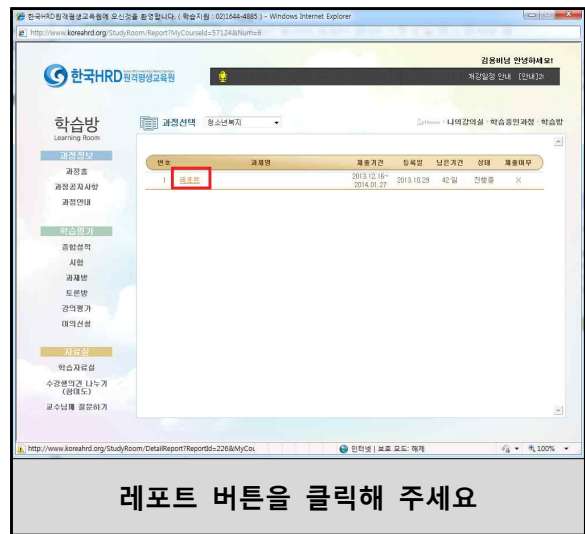 한국HRD원격평생교육원에 오신것을 환영합니다. ( 학습지원 : 02)1644-4885 ) - Windows Internet Explorer
http://www.koreahrd.org/StudyRoom/Report?MyCourseId=57124&Num=6
김용비님 안녕하세요!
한국HRD원격평생교육원
개강일정 안내 [안내]2
학습방
Learning Room
과정선택 청소년복지
Home > 나의강의실 > 학습중인과정 > 학습방
과정정보
과정홈
과정공지사항
과정안내
학습평가
종합성적
시험
과제방
토론방
강의평가
이의신청
자료실
학습자료실
수강생의견 나누기
(참여도)
교수님께 질문하기
번호 과제명 제출기간 등록일 남은기간 상태 제출여부
1 레포트 2013.12.16~ 2014.01.27 2013.10.29 42 일 진행중 X
http://www.koreahrd.org/StudyRoom/DetailReport?ReportId=226&MyCou
인터넷 | 보호 모드: 해제
100%
레포트 버튼을 클릭해 주세요